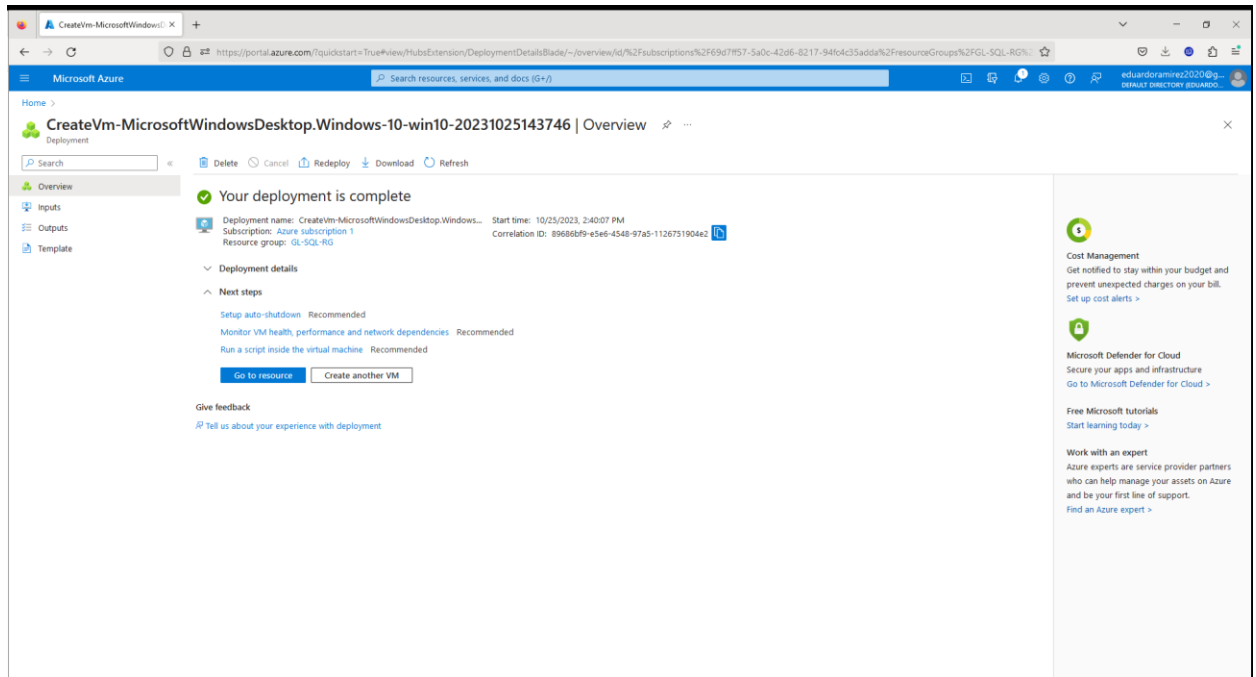 CreateVm-MicrosoftWindowsD
https://portal.azure.com/?quickstart=True#view/HubsExtension/DeploymentDetailsBlade/~/overview/id/%2Fsubscriptions%2F69d7ff57-5a0c-42d6-8217-94fc4c35adda%2FresourceGroups%2FGL-SQL-RG%2
Microsoft Azure
Search resources, services, and docs (G+/)
1
eduardoramirez2020@g...
DEFAULT DIRECTORY (EDUARDO...
Home >
CreateVm-MicrosoftWindowsDesktop.Windows-10-win10-20231025143746 | Overview
Deployment
Search
Delete Cancel Redeploy Download Refresh
Overview
Inputs
Outputs
Template
Your deployment is complete
Deployment name: CreateVm-MicrosoftWindowsDesktop.Windows... Start time: 10/25/2023, 2:40:07 PM
Subscription: Azure subscription 1 Correlation ID: 89686bf9-e5e6-4548-97a5-1126751904e2
Resource group: GL-SQL-RG
Deployment details
Next steps
Setup auto-shutdown Recommended
Monitor VM health, performance and network dependencies Recommended
Run a script inside the virtual machine Recommended
Go to resource Create another VM
Give feedback
Tell us about your experience with deployment
Cost Management
Get notified to stay within your budget and
prevent unexpected charges on your bill.
Set up cost alerts >
Microsoft Defender for Cloud
Secure your apps and infrastructure
Go to Microsoft Defender for Cloud >
Free Microsoft tutorials
Start learning today >
Work with an expert
Azure experts are service provider partners
who can help manage your assets on Azure
and be your first line of support.
Find an Azure expert >